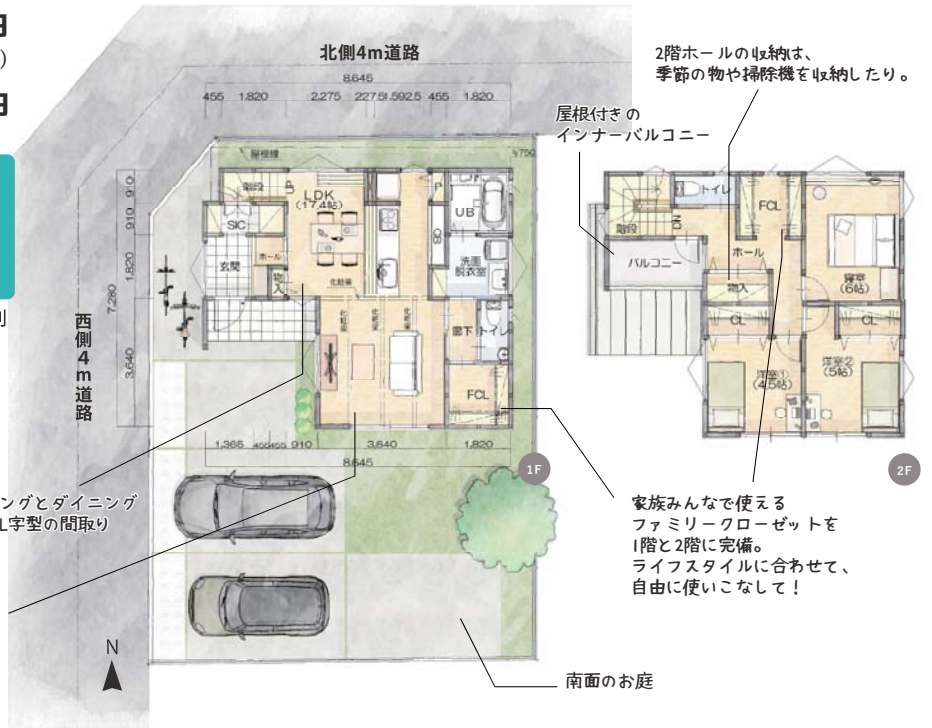 円
)
円
別
北側4m道路
8.645
455 1.820 2.275 227.5 1.592.5 455 1.820
屋根線
750
階段
LDK
(17.4帖)
P
UB
SIC
ホール
玄関
物入
CB
洗面
脱衣室
化粧梁
廊下
トイレ
FCL
910
910
1.820
3.640
7.280
西側4m道路
1.365 455 455 910 3.640 1.820
8.645
1F
ングとダイニング
L字型の間取り
N
南面のお庭
2階ホールの収納は、
季節の物や掃除機を収納したり。
屋根付きの
インナーバルコニー
トイレ
FCL
階段
DN
ホール
バルコニー
物入
寝室
(6帖)
CL
CL
洋室①
(4.5帖)
洋室②
(5帖)
2F
家族みんなで使える
ファミリークローゼットを
1階と2階に完備。
ライフスタイルに合わせて、
自由に使いこなして!